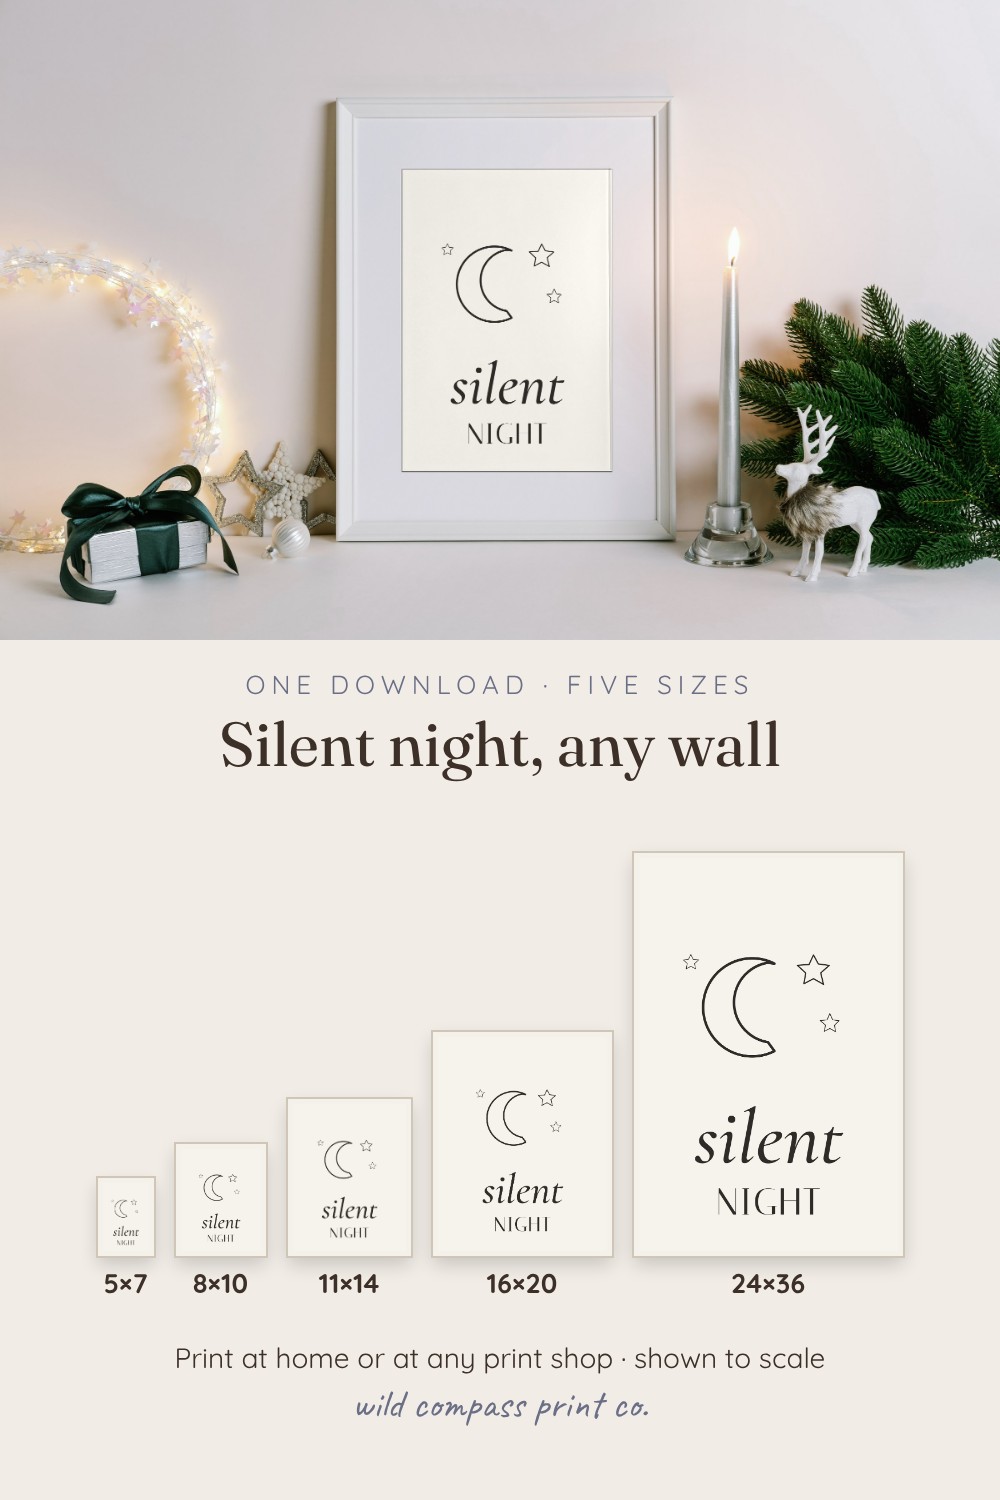 silent
NIGHT
ONE DOWNLOAD · FIVE SIZES
Silent night, any wall
silent
NIGHT
silent
NIGHT
silent
NIGHT
silent
NIGHT
silent
NIGHT
5×7
8×10
11×14
16×20
24×36
Print at home or at any print shop · shown to scale
wild compass print co.